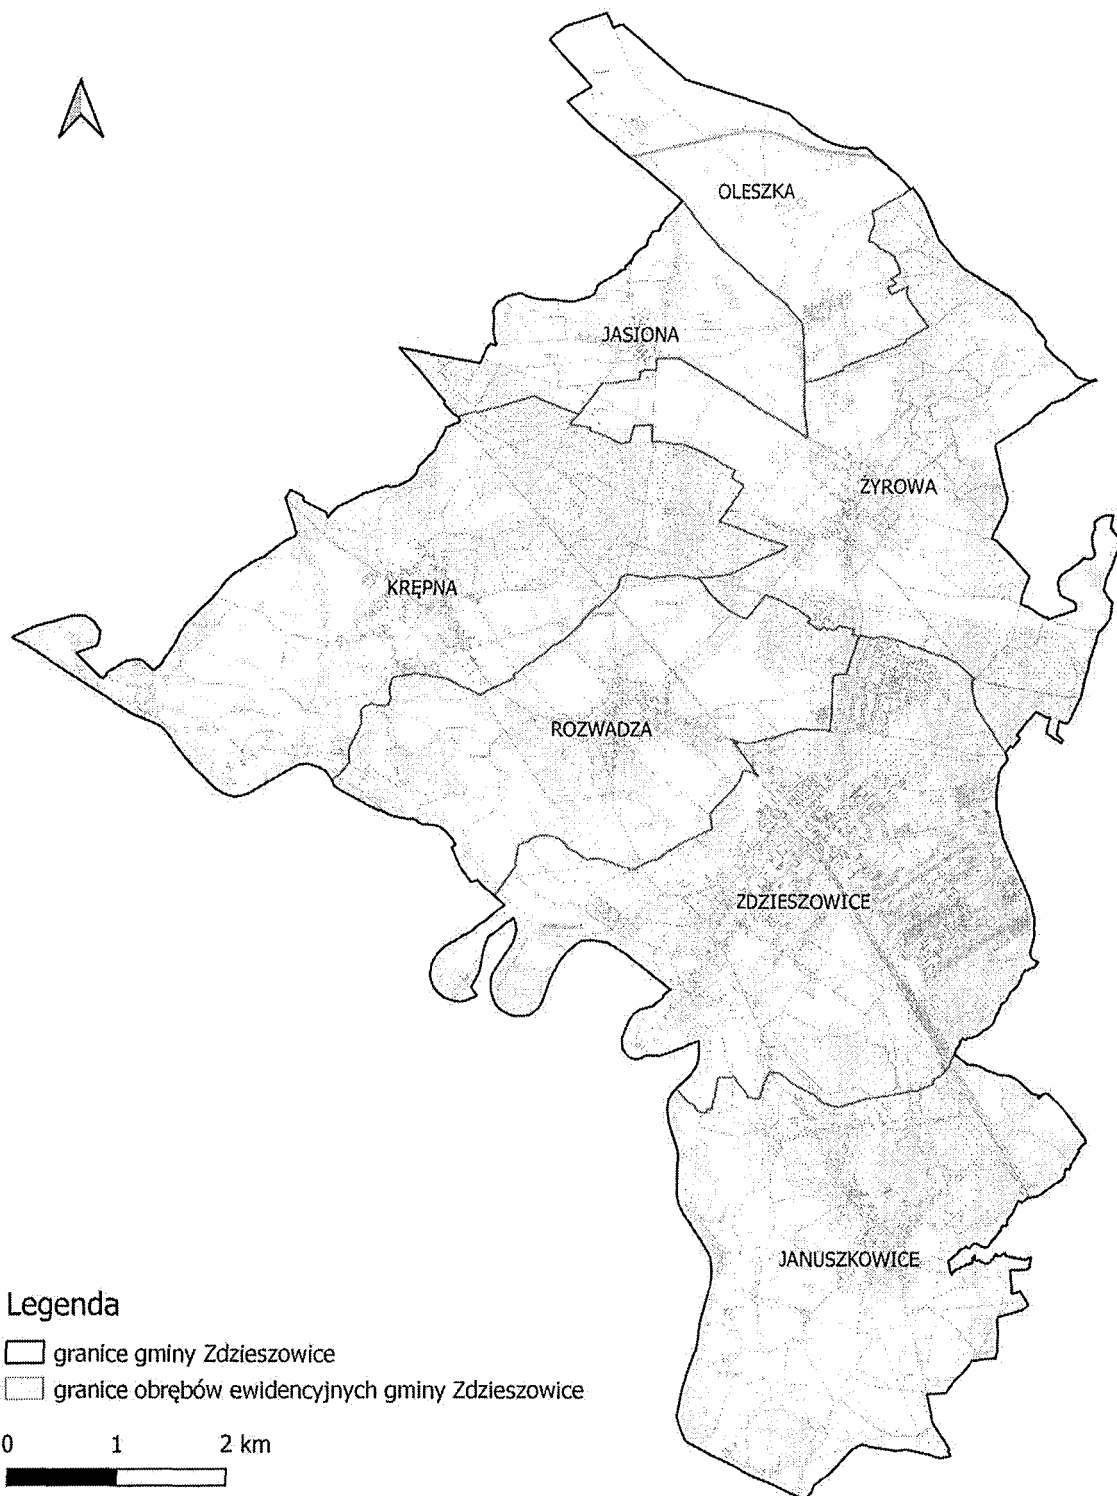 OLESZKA
JASIONA
ŻYROWA
KRĘPNA
ROZWADZA
ZDZIESZOWICE
JANUSZKOWICE
Legenda
granice gminy Zdzieszowice
granice obrębów ewidencyjnych gminy Zdzieszowice
0 1 2 km